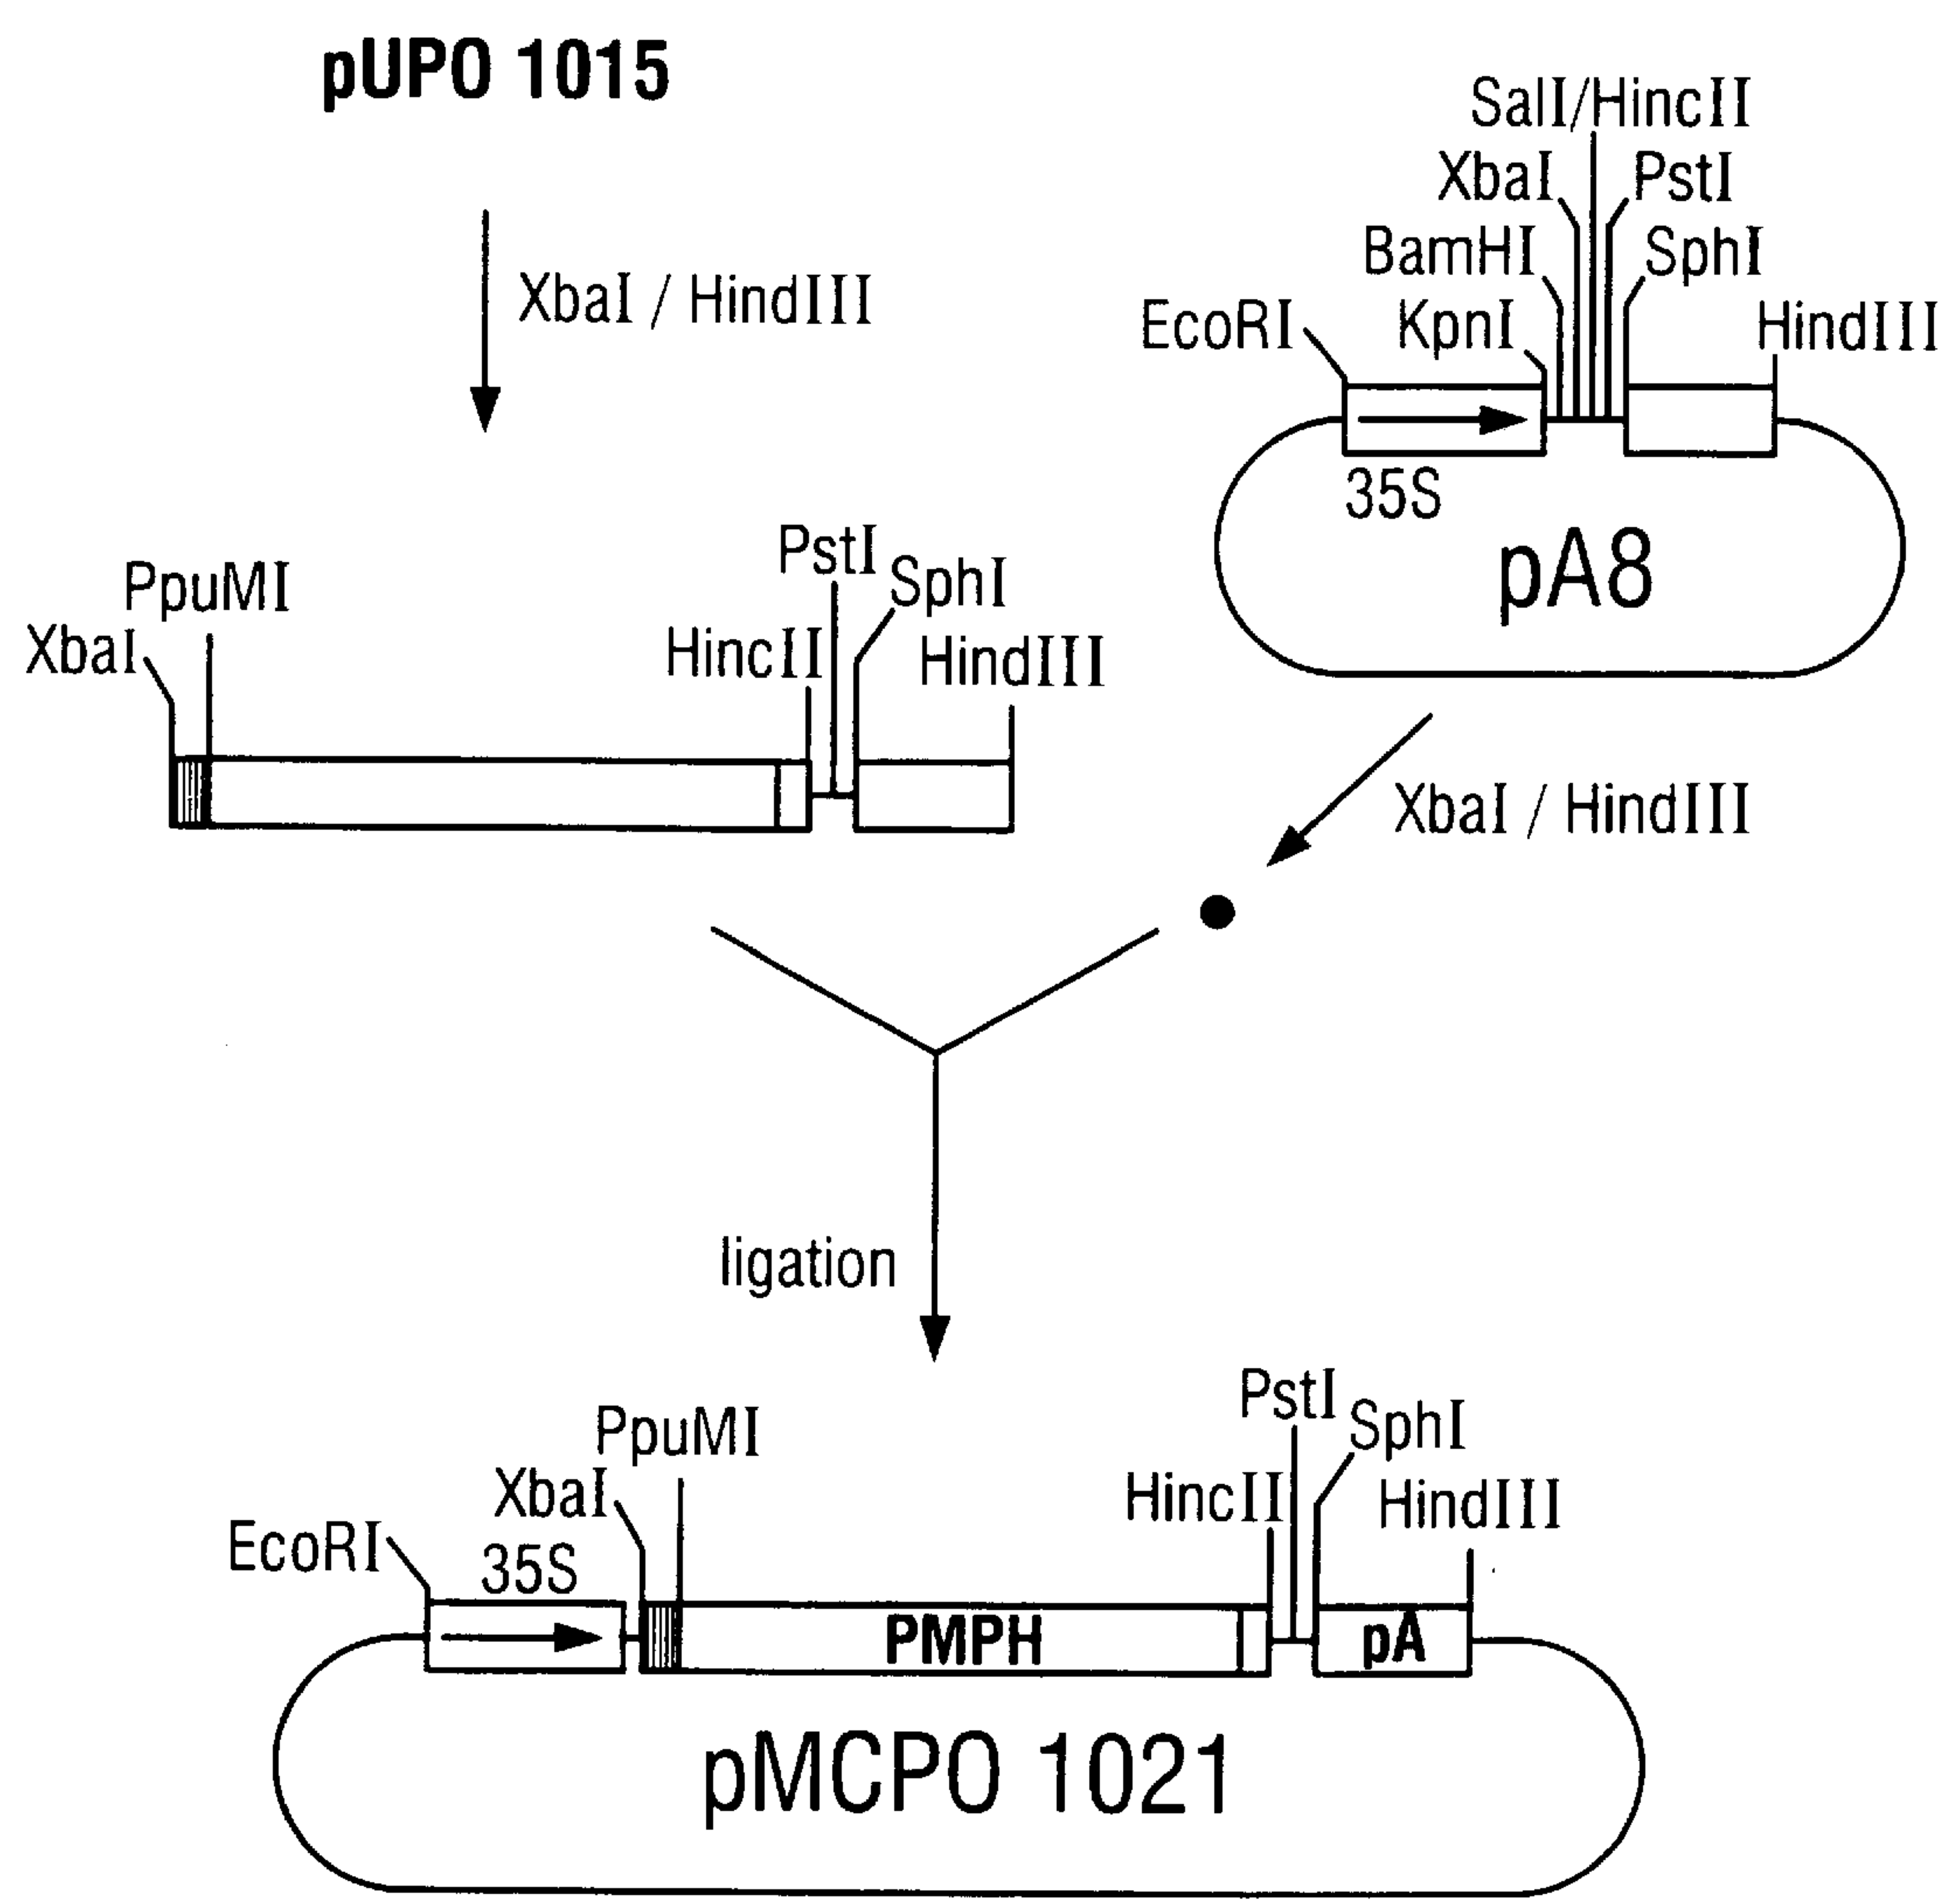 pUPO 1015
XbaI / HindIII
SalI/HincII
XbaI
PstI
BamHI
SphI
EcoRI
KpnI
HindIII
35S
pA8
XbaI / HindIII
PpuMI
XbaI
PstI
SphI
HincII
HindIII
ligation
PpuMI
XbaI
EcoRI
35S
PstI
SphI
HincII
HindIII
PMPH
pA
pMCPO 1021